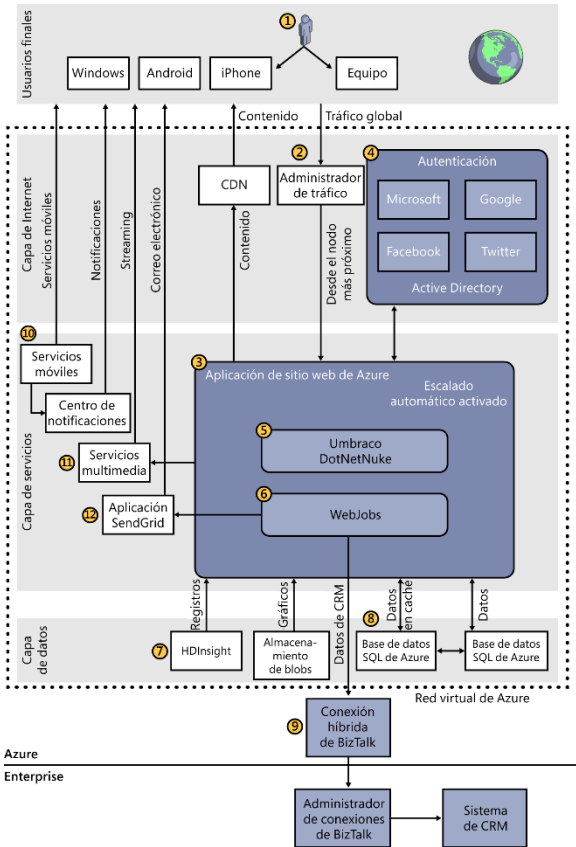 Usuarios finales
1
Windows
Android
iPhone
Equipo
Contenido
Tráfico global
Capa de Internet
Servicios móviles
Notificaciones
Streaming
Correo electrónico
CDN
Contenido
2
Administrador
de tráfico
Desde el nodo
más próximo
4
Autenticación
Microsoft
Google
Facebook
Twitter
Active Directory
Capa de servicios
10
Servicios
móviles
Centro de
notificaciones
11
Servicios
multimedia
12
Aplicación
SendGrid
3
Aplicación de sitio web de Azure
Escalado
automático activado
5
Umbraco
DotNetNuke
6
WebJobs
Capa
de datos
Registros
Gráficos
Datos de CRM
Datos
en cache
Datos
7
HDInsight
Almacena-
miento
de blobs
8
Base de datos
SQL de Azure
Base de datos
SQL de Azure
Red virtual de Azure
9
Conexión
híbrida
de BizTalk
Azure
Enterprise
Administrador
de conexiones
de BizTalk
Sistema
de CRM